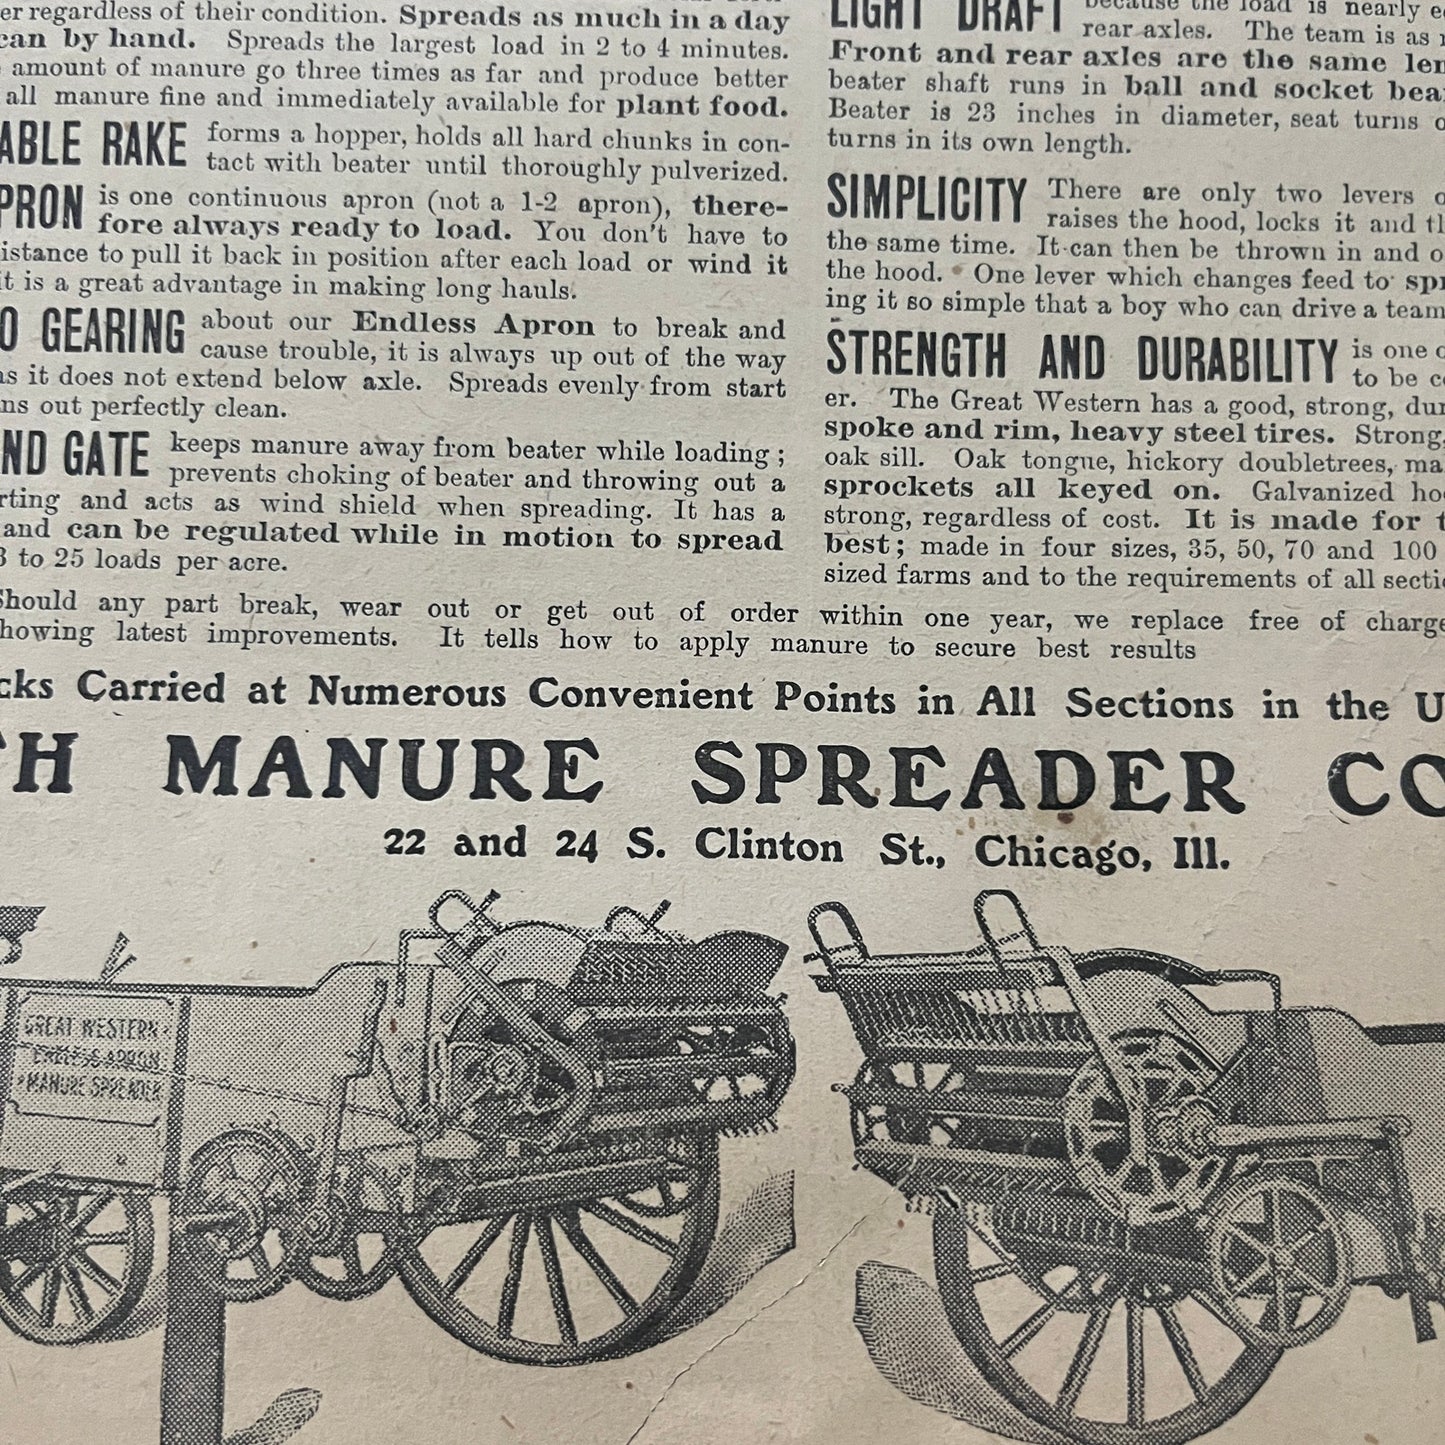 er regardless of their condition. Spreads as much in a day
can by hand. Spreads the largest load in 2 to 4 minutes.
amount of manure go three times as far and produce better
all manure fine and immediately available for plant food.
ABLE RAKE forms a hopper, holds all hard chunks in con-
tact with beater until thoroughly pulverized.
PRON is one continuous apron (not a 1-2 apron), there-
fore always ready to load. You don't have to
istance to pull it back in position after each load or wind it
it is a great advantage in making long hauls.
O GEARING about our Endless Apron to break and
cause trouble, it is always up out of the way
as it does not extend below axle. Spreads evenly from start
ns out perfectly clean.
ND GATE keeps manure away from beater while loading;
prevents choking of beater and throwing out a
rting and acts as wind shield when spreading. It has a
and can be regulated while in motion to spread
3 to 25 loads per acre.
LIGHT DRAFT because the load is nearly e
rear axles. The team is as
Front and rear axles are the same len
beater shaft runs in ball and socket bea
Beater is 23 inches in diameter, seat turns o
turns in its own length.
SIMPLICITY There are only two levers o
raises the hood, locks it and th
the same time. It can then be thrown in and o
the hood. One lever which changes feed to spr
ing it so simple that a boy who can drive a team
STRENGTH AND DURABILITY is one o
to be co
er. The Great Western has a good, strong, dur
spoke and rim, heavy steel tires. Strong,
oak sill. Oak tongue, hickory doubletrees, ma
sprockets all keyed on. Galvanized hoo
strong, regardless of cost. It is made for t
best; made in four sizes, 35, 50, 70 and 100
sized farms and to the requirements of all secti
Should any part break, wear out or get out of order within one year, we replace free of charge
howing latest improvements. It tells how to apply manure to secure best results
cks Carried at Numerous Convenient Points in All Sections in the U
TH MANURE SPREADER CO
22 and 24 S. Clinton St., Chicago, Ill.
GREAT WESTERN
ENDLESS APRON
MANURE SPREADER